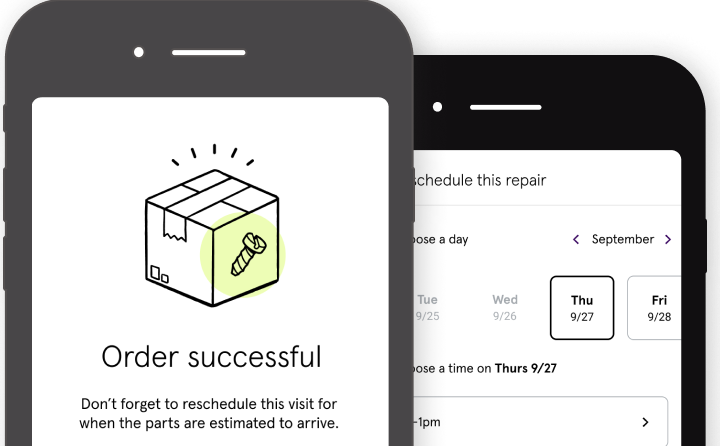 Order successful
Don’t forget to reschedule this visit for
when the parts are estimated to arrive.
schedule this repair
oose a day
September
Tue
9/25
Wed
9/26
Thu
9/27
Fri
9/28
oose a time on Thurs 9/27
-1pm